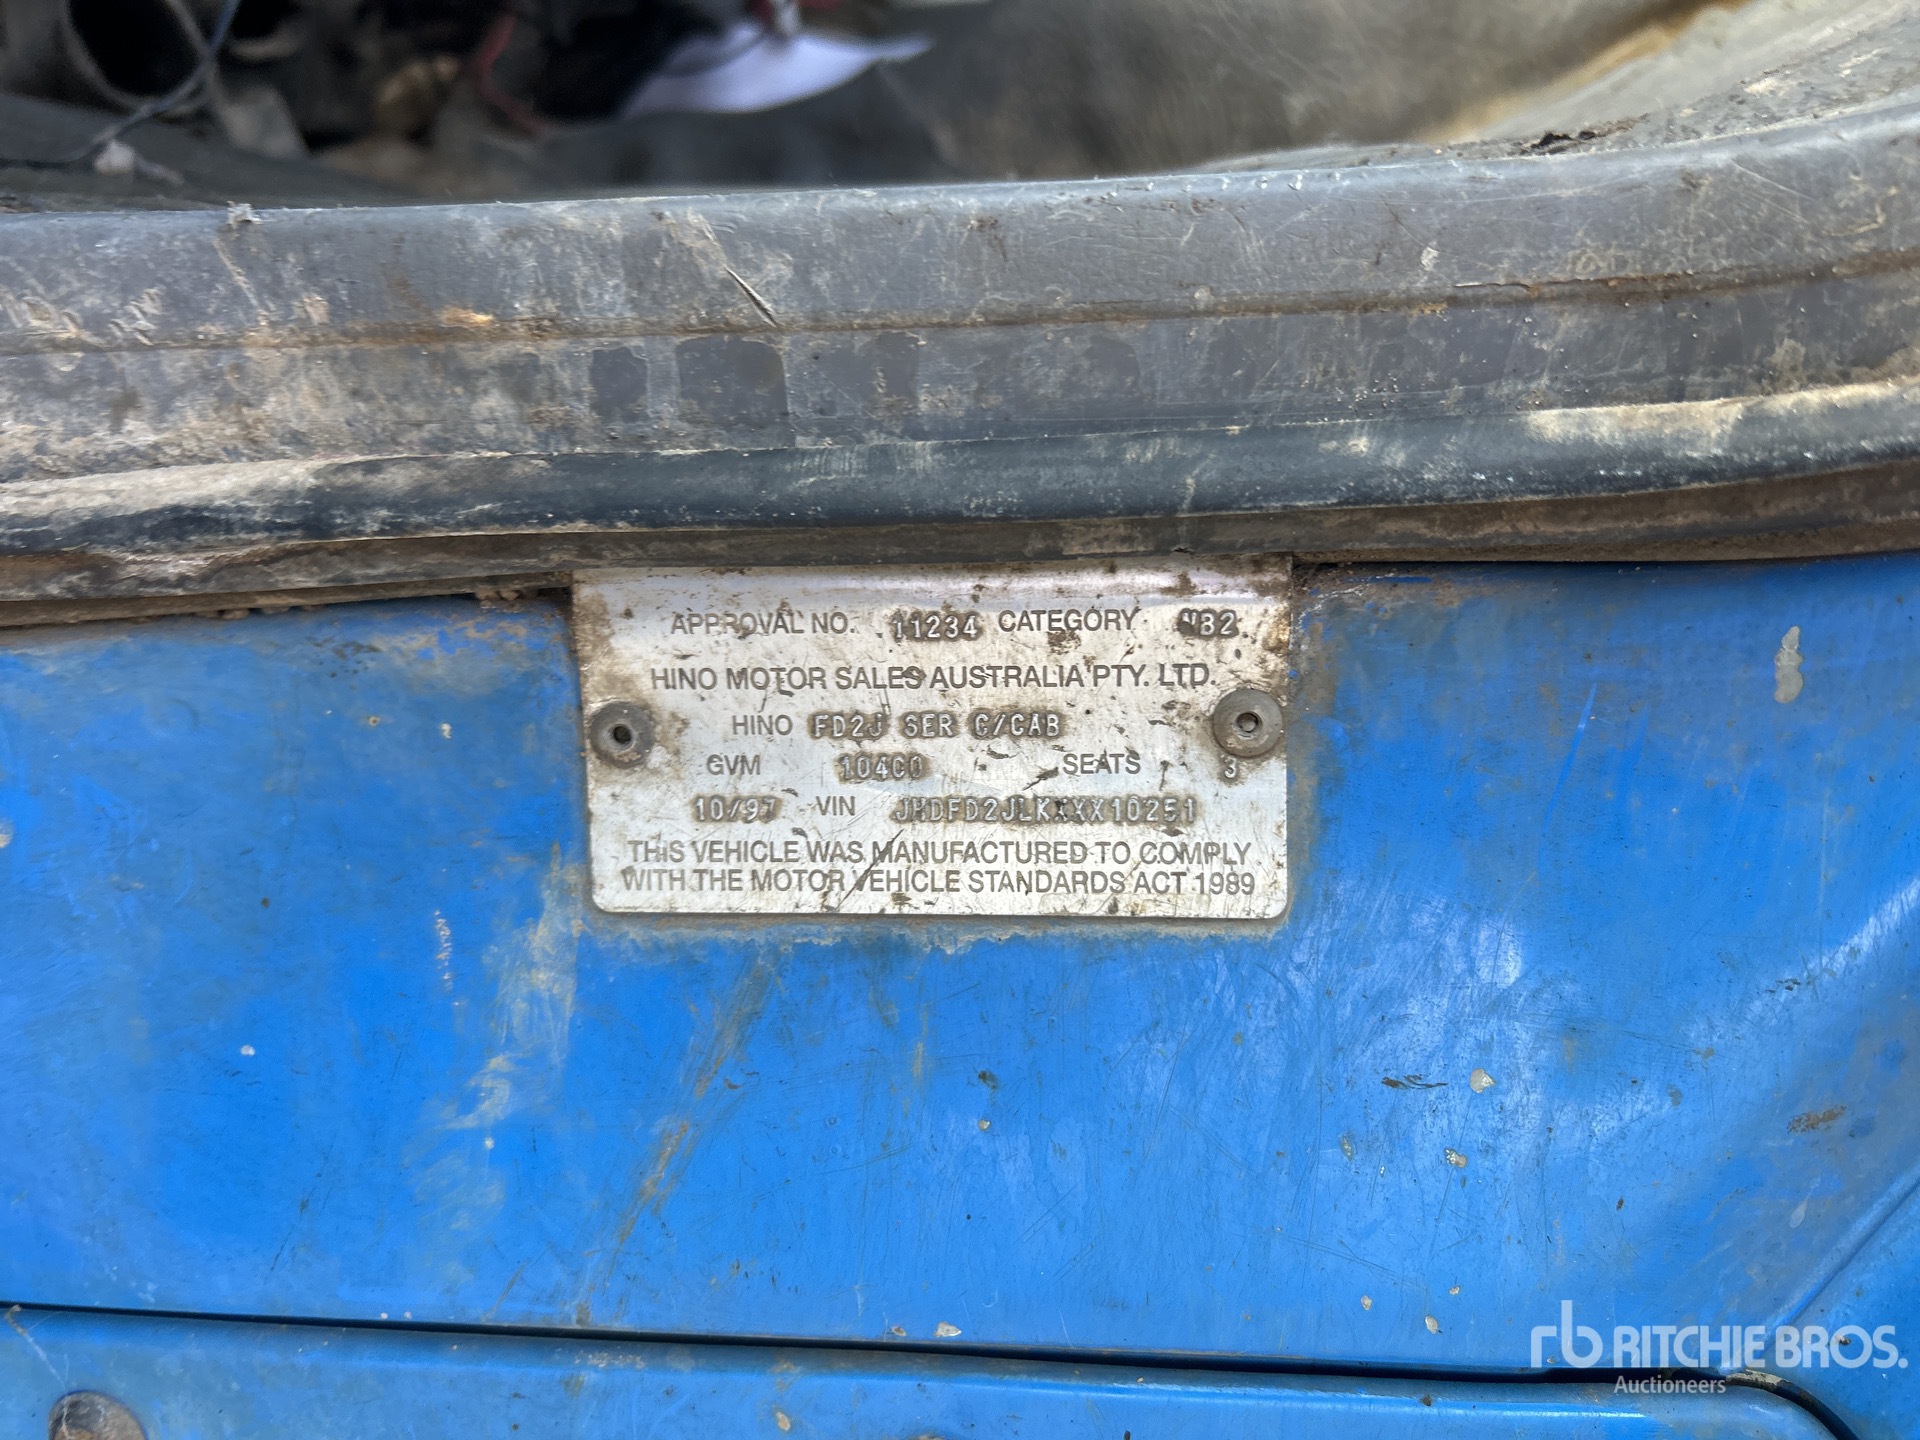 APPROVAL NO. 11234 CATEGORY NB2
HINO MOTOR SALES AUSTRALIA PTY. LTD.
HINO FD2J SER C/CAB
GVM 10400 SEATS 3
10/97 VIN JHDFD2JLKXXX10251
THIS VEHICLE WAS MANUFACTURED TO COMPLY
WITH THE MOTOR VEHICLE STANDARDS ACT 1989
rb RITCHIE BROS.
Auctioneers